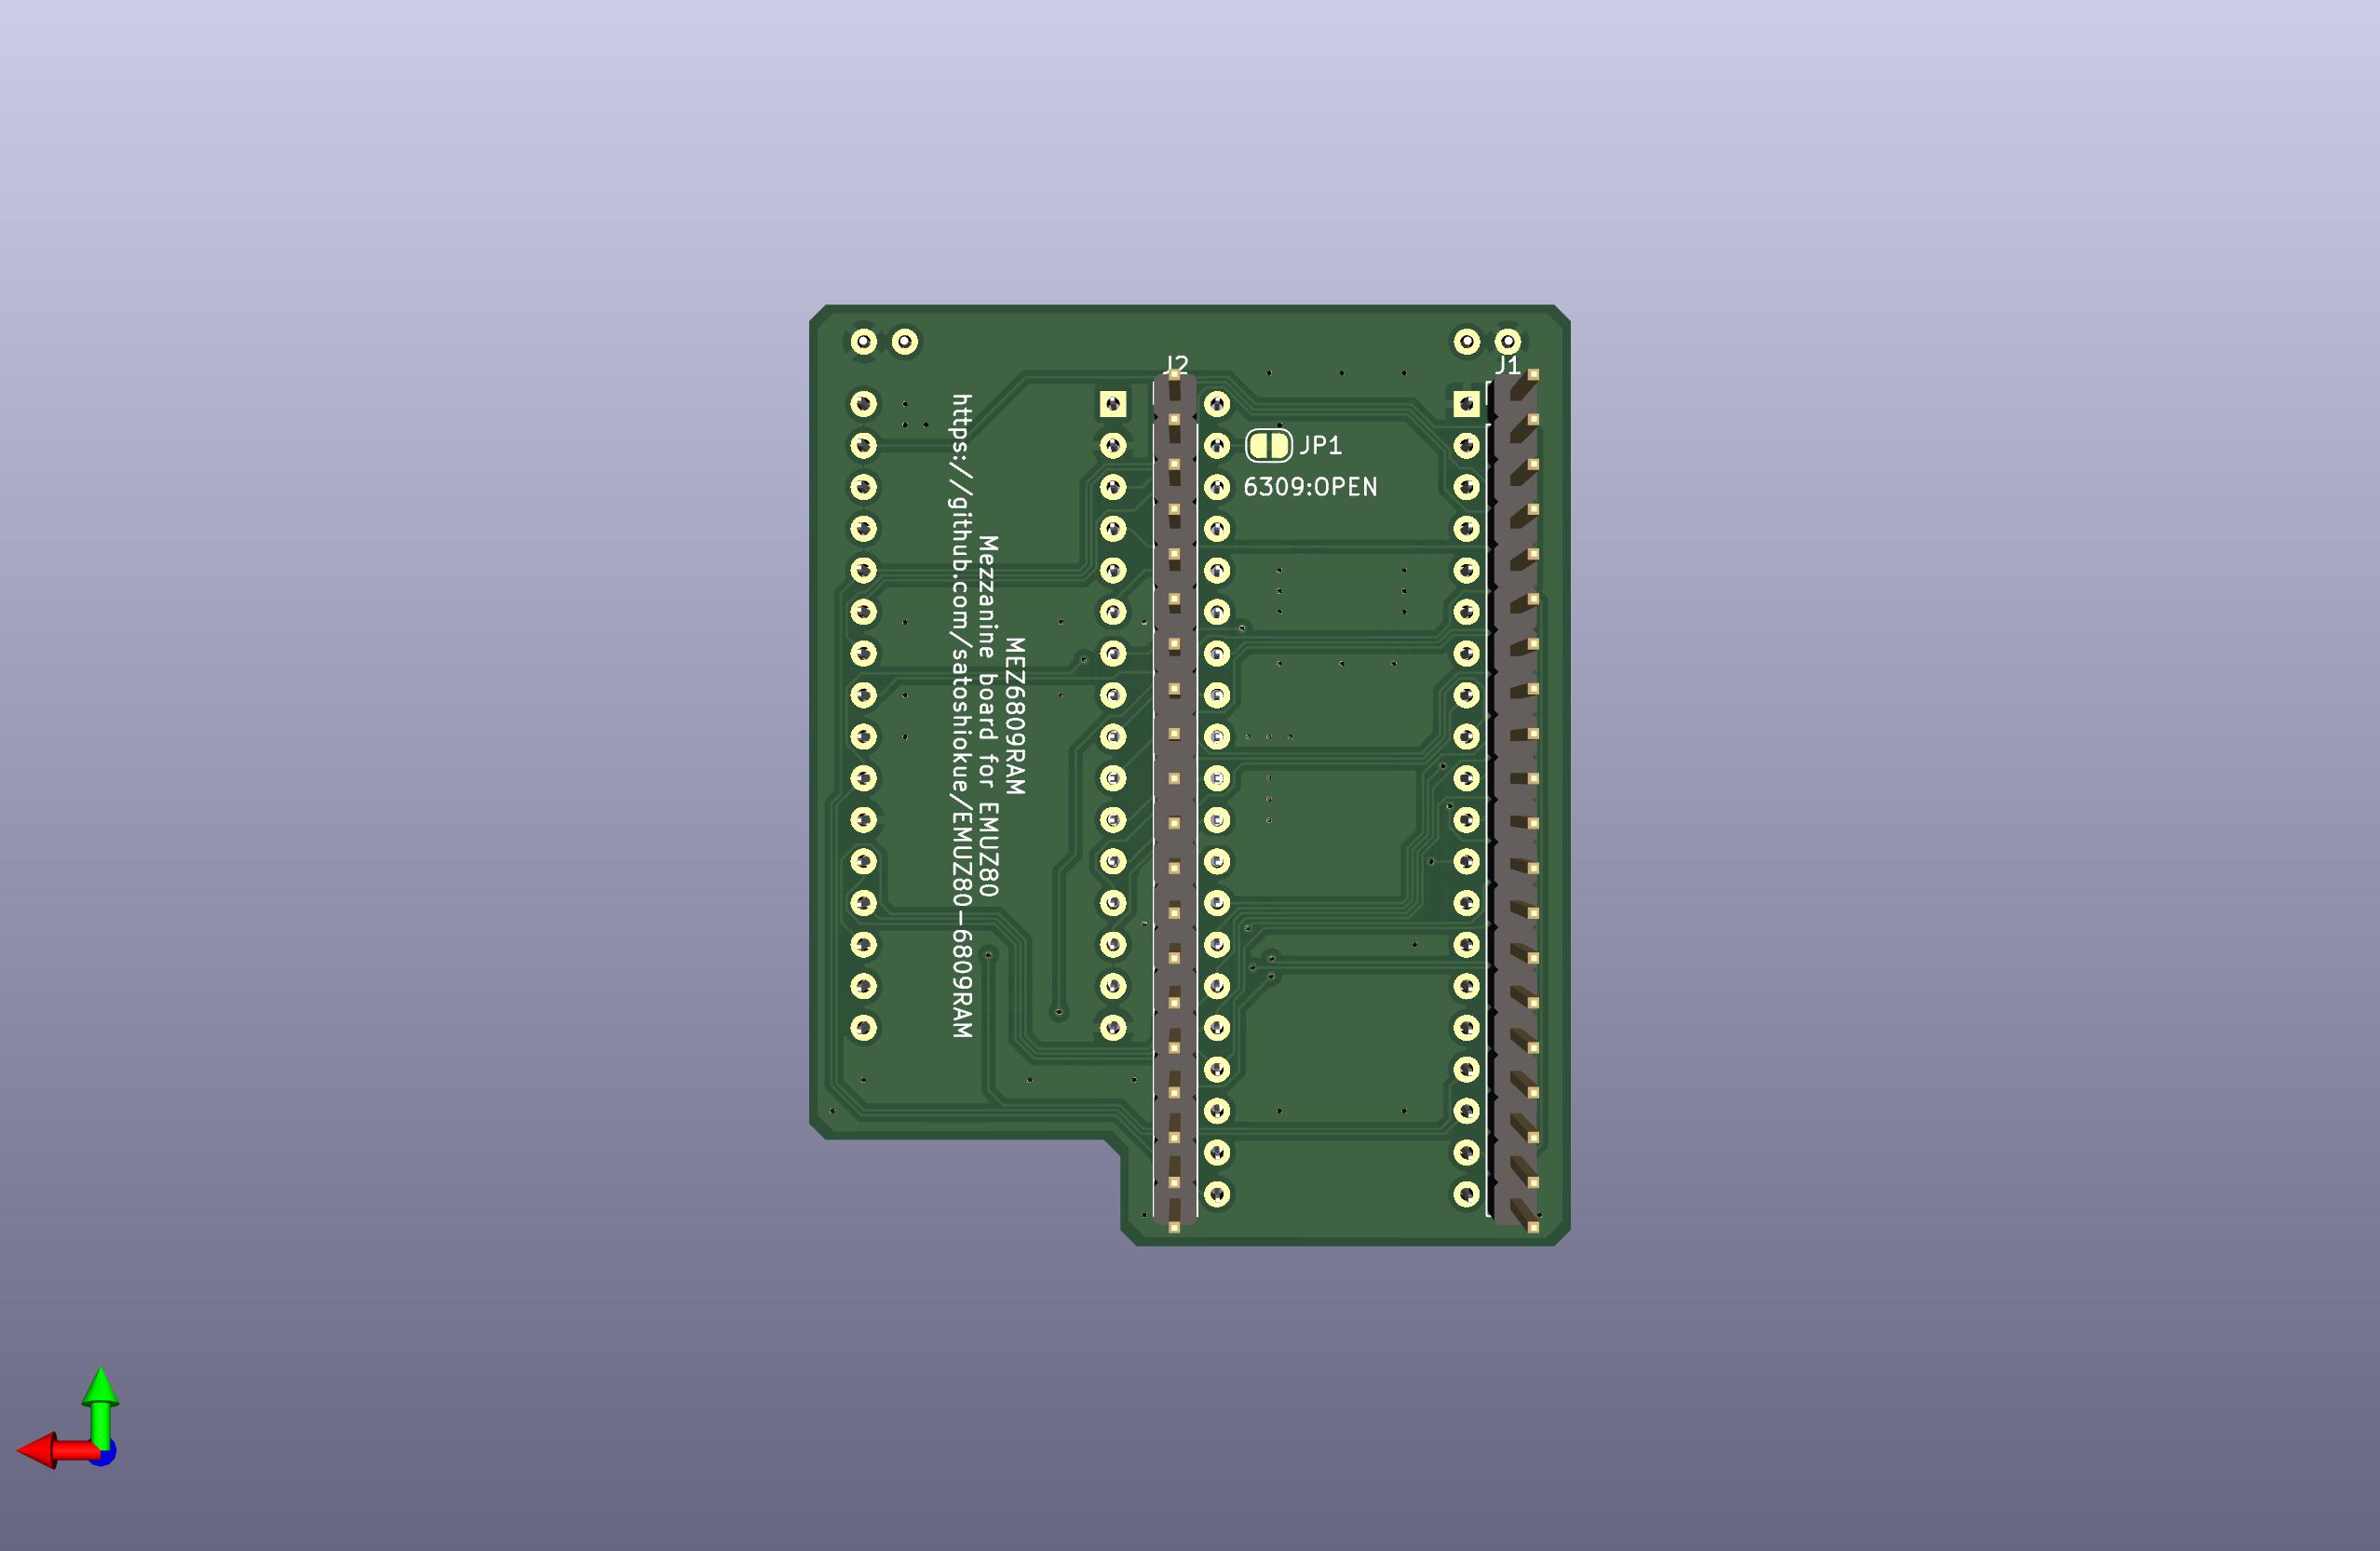 J2
J1
JP1
6309:OPEN
MEZ6809RAM
Mezzanine board for EMUZ80
https://github.com/satoshiokue/EMUZ80-6809RAM